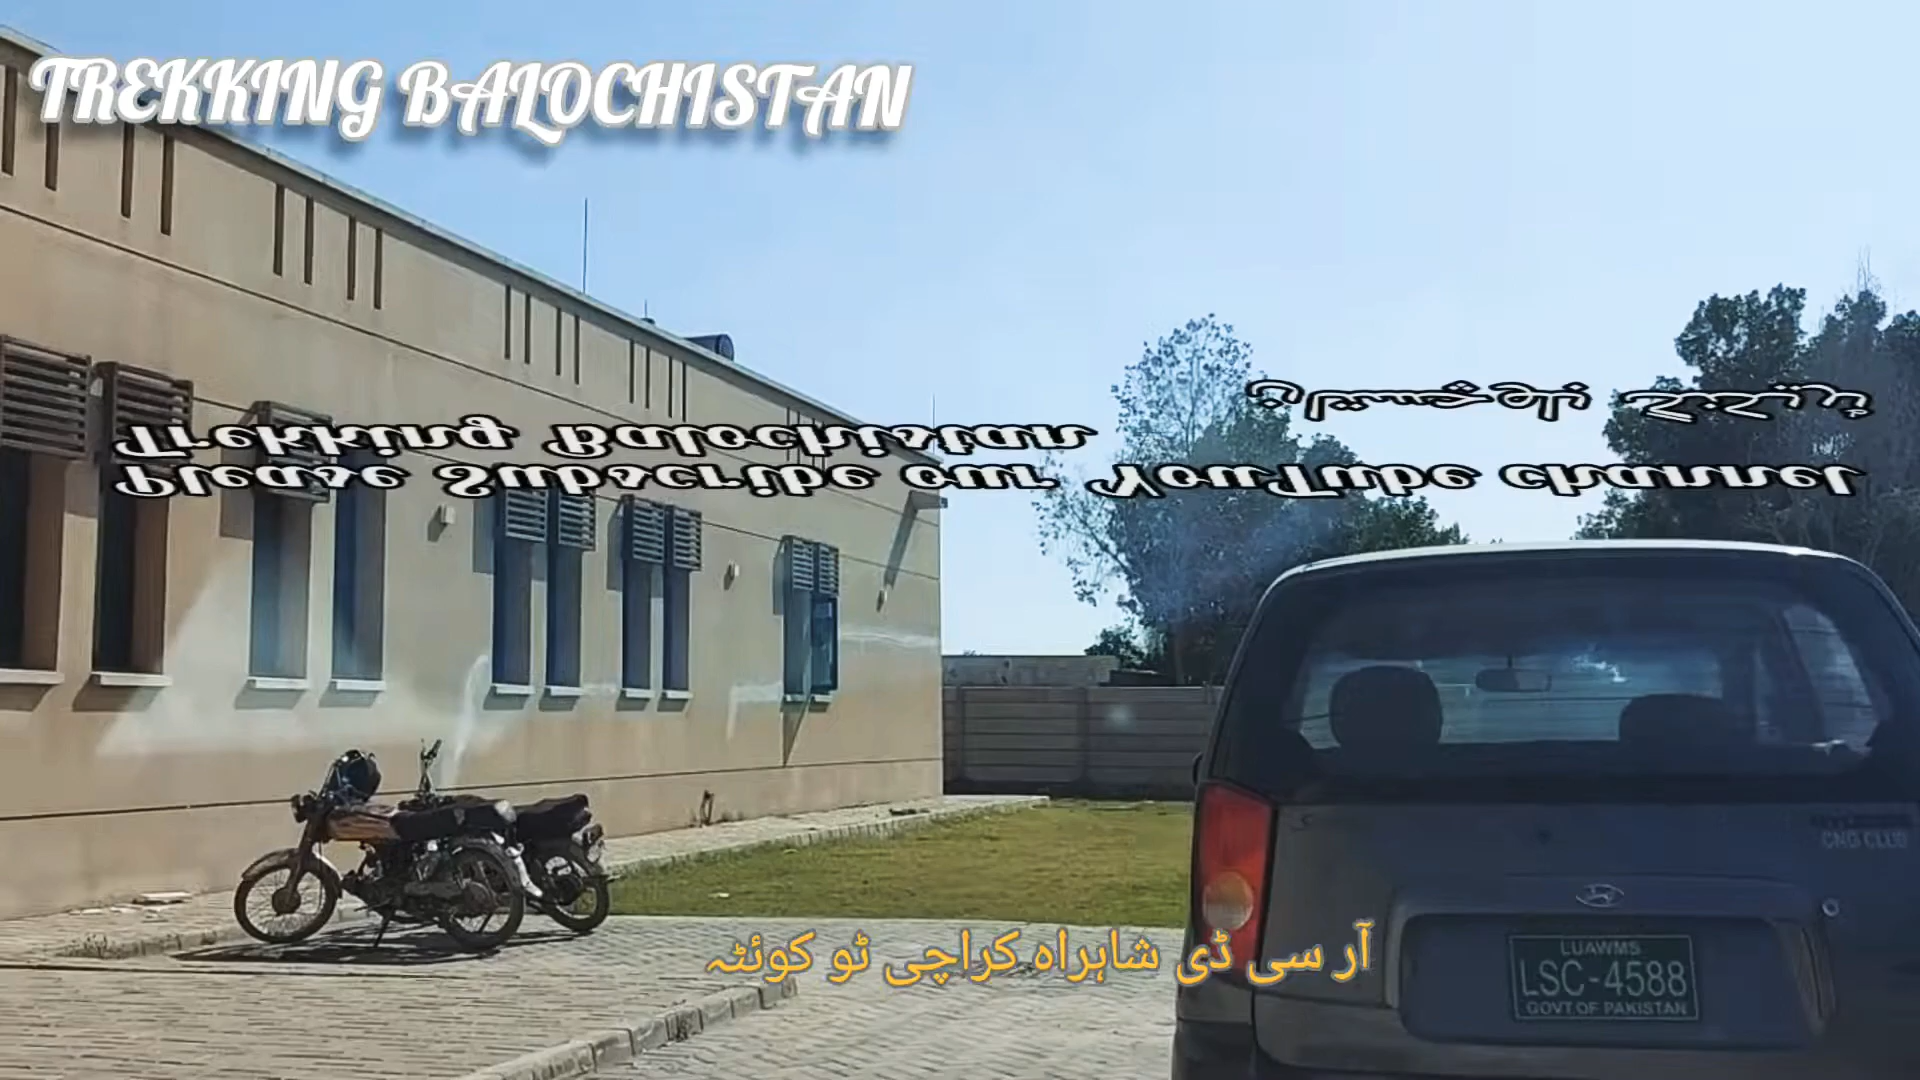 TREKKING BALOCHISTAN
Trekking Balochistan
Please Subscribe our YouTube channel
CNG CLUB
آر سی ڈی شاہراہ کراچی ٹو کوئٹہ
LUAWMS
LSC-4588
GOVT.OF PAKISTAN